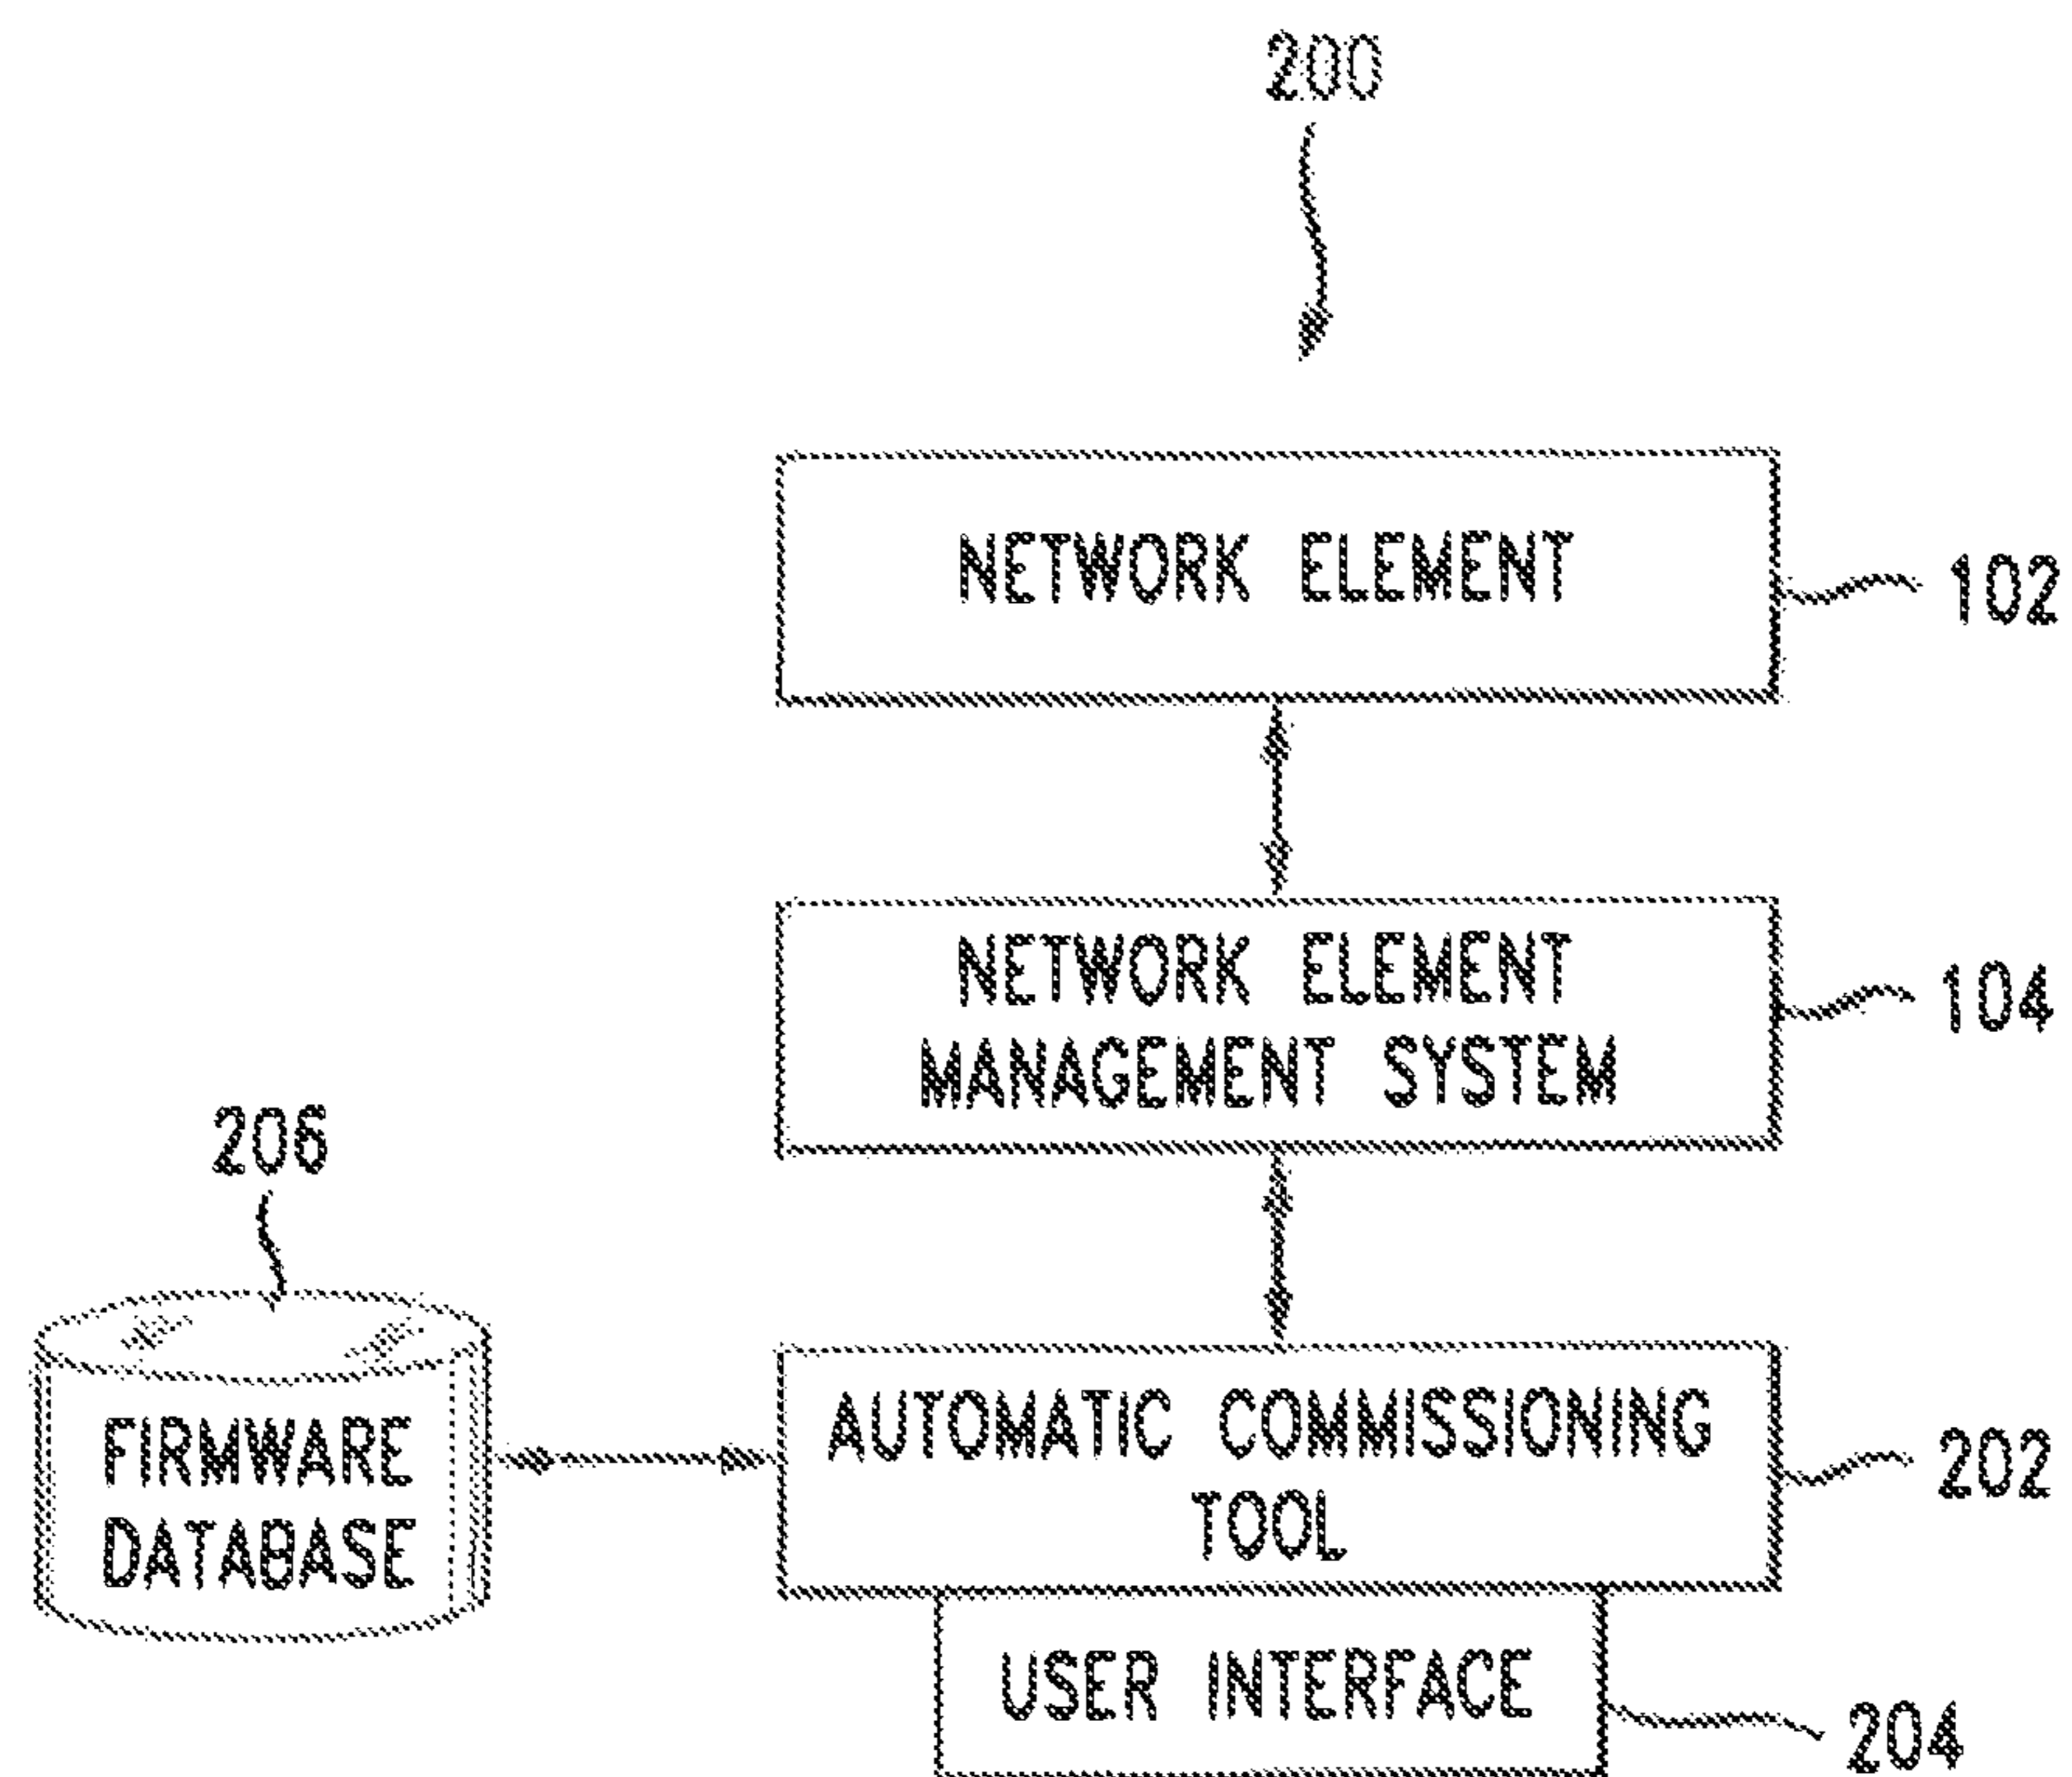 200
NETWORK ELEMENT
102
NETWORK ELEMENT
MANAGEMENT SYSTEM
104
206
FIRMWARE
DATABASE
AUTOMATIC COMMISSIONING
TOOL
202
USER INTERFACE
204